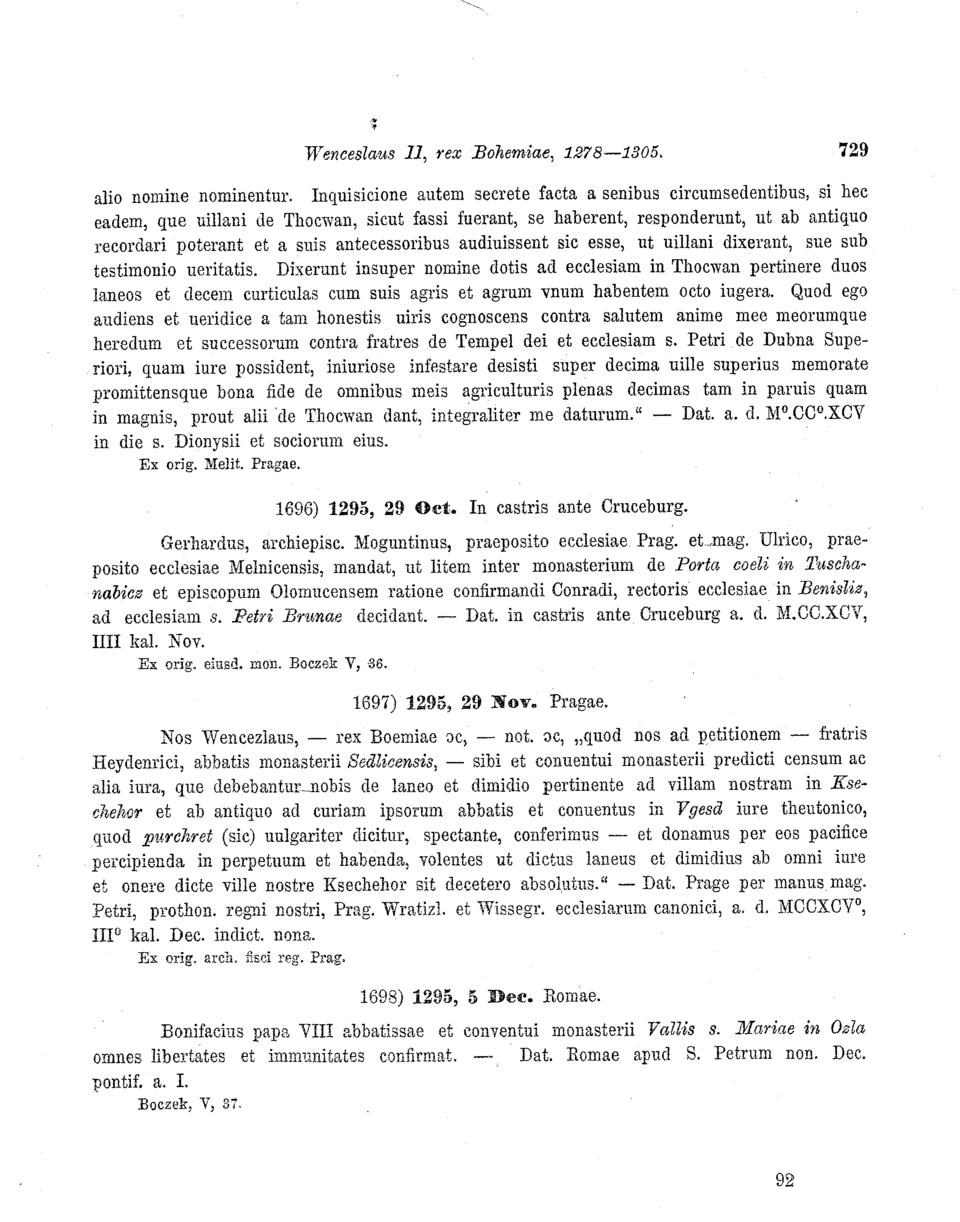 Wenceslaus II, rex Bohemiae, 1278—1305. 729
alio nomine nominentur. Inquisicione autem secrete facta a senibus circumsedentibus, si hec
eadem, que uillani de Thocwan, sicut fassi fuerant, se haberent, responderunt, ut ab antiquo
recordari poterant et a suis antecessoribus audiuissent sic esse, ut uillani dixerant, sue sub
testimonio ueritatis. Dixerunt insuper nomine dotis ad ecclesiam in Thocwan pertinere duos
laneos et decem curticulas cum suis agris et agrum vnum habentem octo iugera. Quod ego
audiens et ueridice a tam honestis uiris cognoscens contra salutem anime mee meorumque
heredum et successorum contra fratres de Tempel dei et ecclesiam s. Petri de Dubna Supe-
riori, quam iure possident, iniuriose infestare desisti super decima uille superius memorate
promittensque bona fide de omnibus meis agriculturis plenas decimas tam in paruis quam
in magnis, prout alii de Thocwan dant, integraliter me daturum.“ — Dat. a. d. Mº.CCº.XCV
in die s. Dionysii et sociorum eius.
Ex orig. Melit. Pragae.
1696) 1295, 29 Oct. In castris ante Cruceburg.
Gerhardus, archiepisc. Moguntinus, praeposito ecclesiae Prag. et mag. Ulrico, prae-
posito ecclesiae Melnicensis, mandat, ut litem inter monasterium de Porta coeli in Tuscha-
nabicz et episcopum Olomucensem ratione confirmandi Conradi, rectoris ecclesiae in Benisliz,
ad ecclesiam s. Petri Brunae decidant. — Dat. in castris ante Cruceburg a. d. M.CC.XCV,
IIII kal. Nov.
Ex orig. eiusd. mon. Boczek V, 36.
1697) 1295, 29 Nov. Pragae.
Nos Wencezlaus, — rex Boemiae ɔc, — not. ɔc, „quod nos ad petitionem — fratris
Heydenrici, abbatis monasterii Sedlicensis, — sibi et conuentui monasterii predicti censum ac
alia iura, que debebantur nobis de laneo et dimidio pertinente ad villam nostram in Kse-
chehor et ab antiquo ad curiam ipsorum abbatis et conuentus in Vgesd iure theutonico,
quod purchret (sic) uulgariter dicitur, spectante, conferimus — et donamus per eos pacifice
percipienda in perpetuum et habenda, volentes ut dictus laneus et dimidius ab omni iure
et onere dicte ville nostre Ksechehor sit decetero absolutus.“ — Dat. Prage per manus mag.
Petri, prothon. regni nostri, Prag. Wratizl. et Wissegr. ecclesiarum canonici, a. d. MCCXCVº,
IIIº kal. Dec. indict. nona.
Ex orig. arch. fisci reg. Prag.
1698) 1295, 5 Dec. Romae.
Bonifacius papa VIII abbatissae et conventui monasterii Vallis s. Mariae in Ozla
omnes libertates et immunitates confirmat. — Dat. Romae apud S. Petrum non. Dec.
pontif. a. I.
Boczek, V, 37.
92